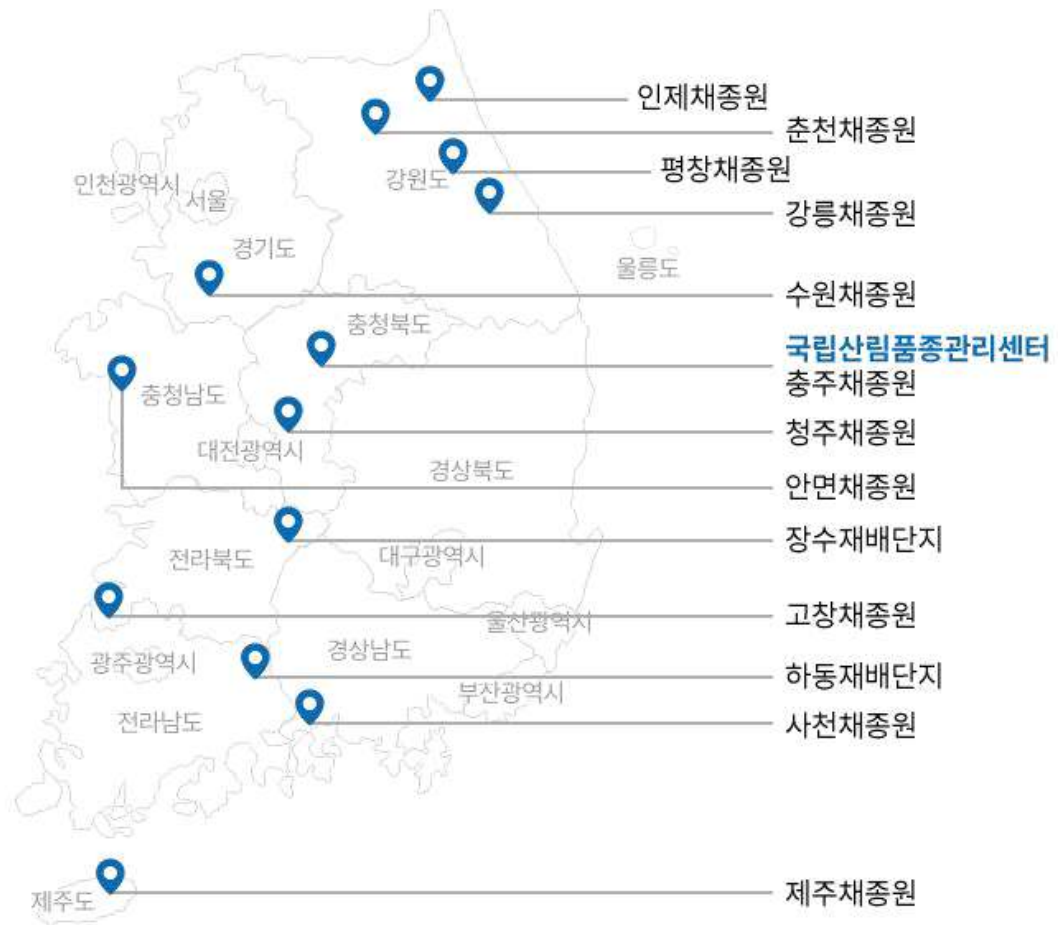 인제채종원
춘천채종원
평창채종원
강원도
인천광역시
서울
강릉채종원
경기도
울릉도
수원채종원
충청북도
국립산림품종관리센터
충주채종원
충청남도
청주채종원
대전광역시
경상북도
안면채종원
장수재배단지
전라북도
대구광역시
고창채종원
울산광역시
경상남도
광주광역시
하동재배단지
부산광역시
전라남도
사천채종원
제주도
제주채종원